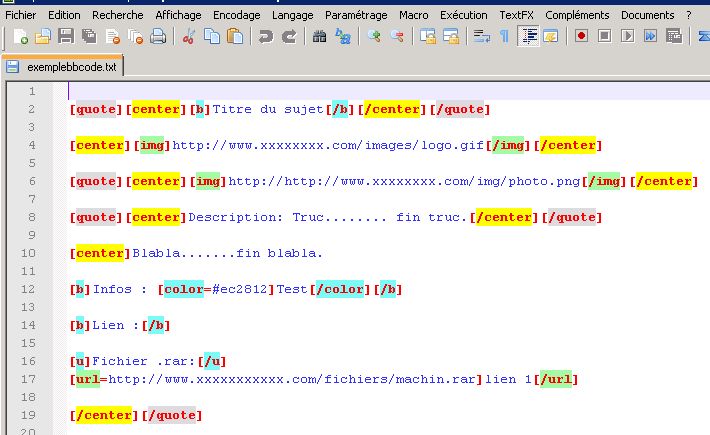 Fichier Edition Recherche Affichage Encodage Langage Paramétrage Macro Exécution TextFX Compléments Documents ?
exemplebbcode.txt
1
2 [quote][center][b]Titre du sujet[/b][/center][/quote]
3
4 [center][img]http://www.xxxxxxxx.com/images/logo.gif[/img][/center]
5
6 [quote][center][img]http://http://www.xxxxxxxx.com/img/photo.png[/img][/center]
7
8 [quote][center]Description: Truc........ fin truc.[/center][/quote]
9
10 [center]Blabla.......fin blabla.
11
12 [b]Infos : [color=#ec2812]Test[/color][/b]
13
14 [b]Lien :[/b]
15
16 [u]Fichier .rar:[/u]
17 [url=http://www.xxxxxxxxxxx.com/fichiers/machin.rar]lien 1[/url]
18
19 [/center][/quote]
20